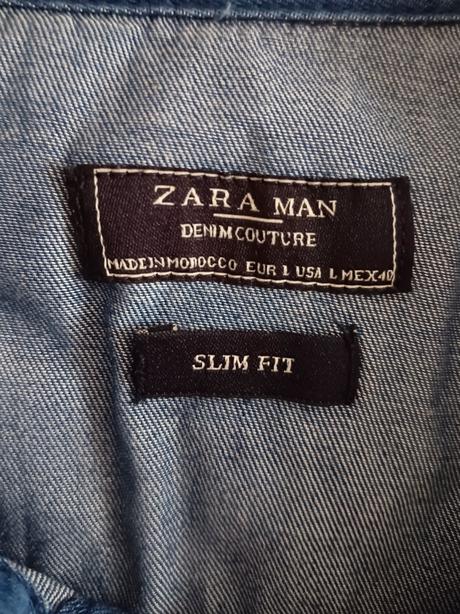 ZARA MAN
DENIM COUTURE
MADE IN MOROCCO EUR L USA L MEX 40
SLIM FIT